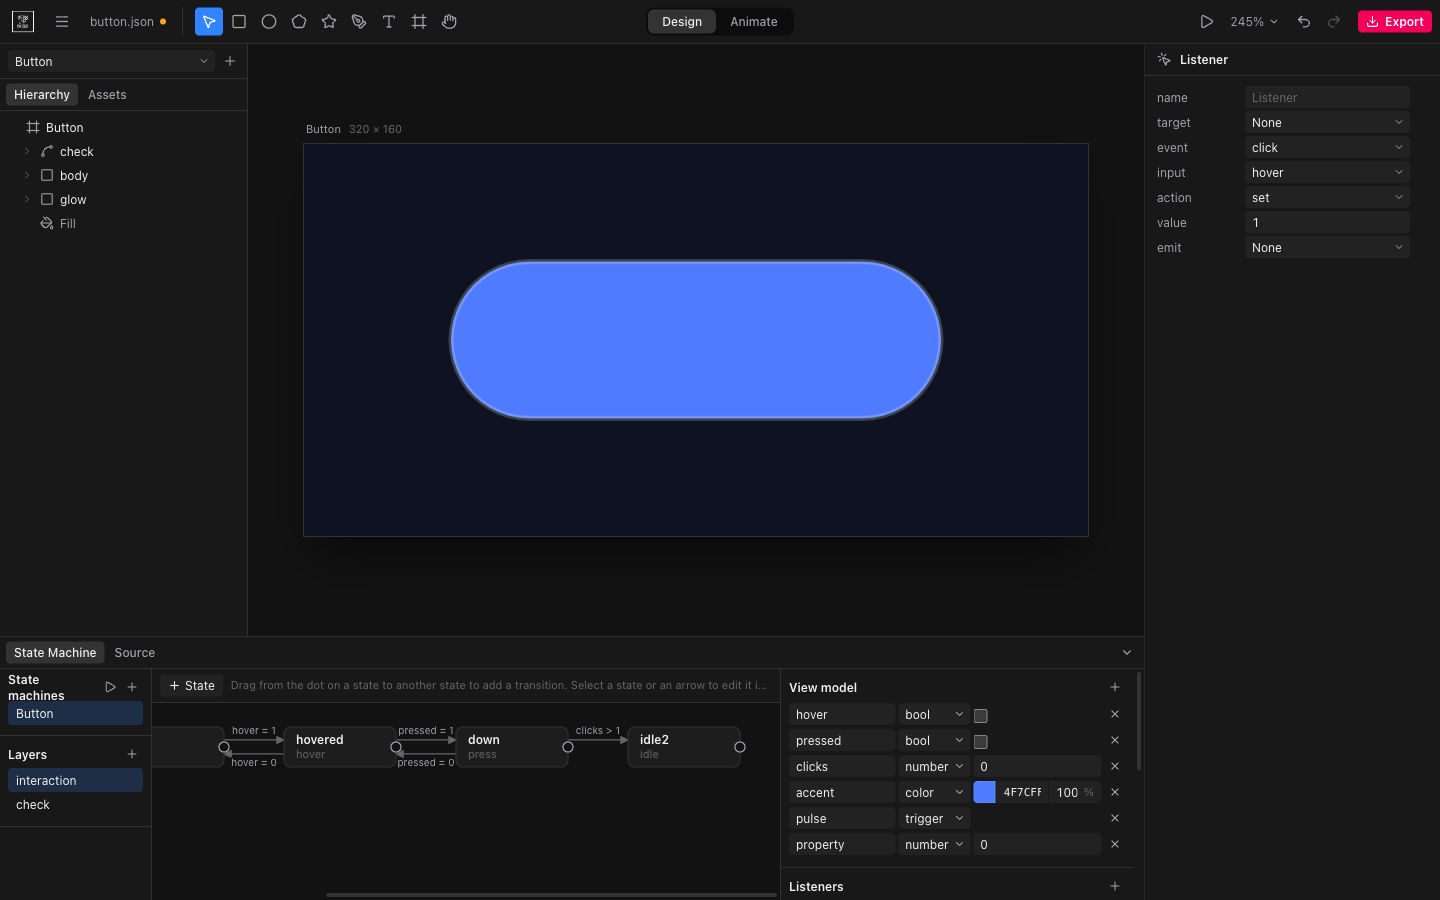 button.json
Design
Animate
245%
Export
Button
Hierarchy
Assets
Button
check
body
glow
Fill
Button 320 × 160
Listener
name
Listener
target
None
event
click
input
hover
action
set
value
1
emit
None
State Machine
Source
State machines
Button
Layers
interaction
check
State
Drag from the dot on a state to another state to add a transition. Select a state or an arrow to edit it i...
hover = 1
hover = 0
hovered
hover
pressed = 1
pressed = 0
down
press
clicks > 1
idle2
idle
View model
hover
bool
pressed
bool
clicks
number
0
accent
color
4F7CFF
100
%
pulse
trigger
property
number
0
Listeners